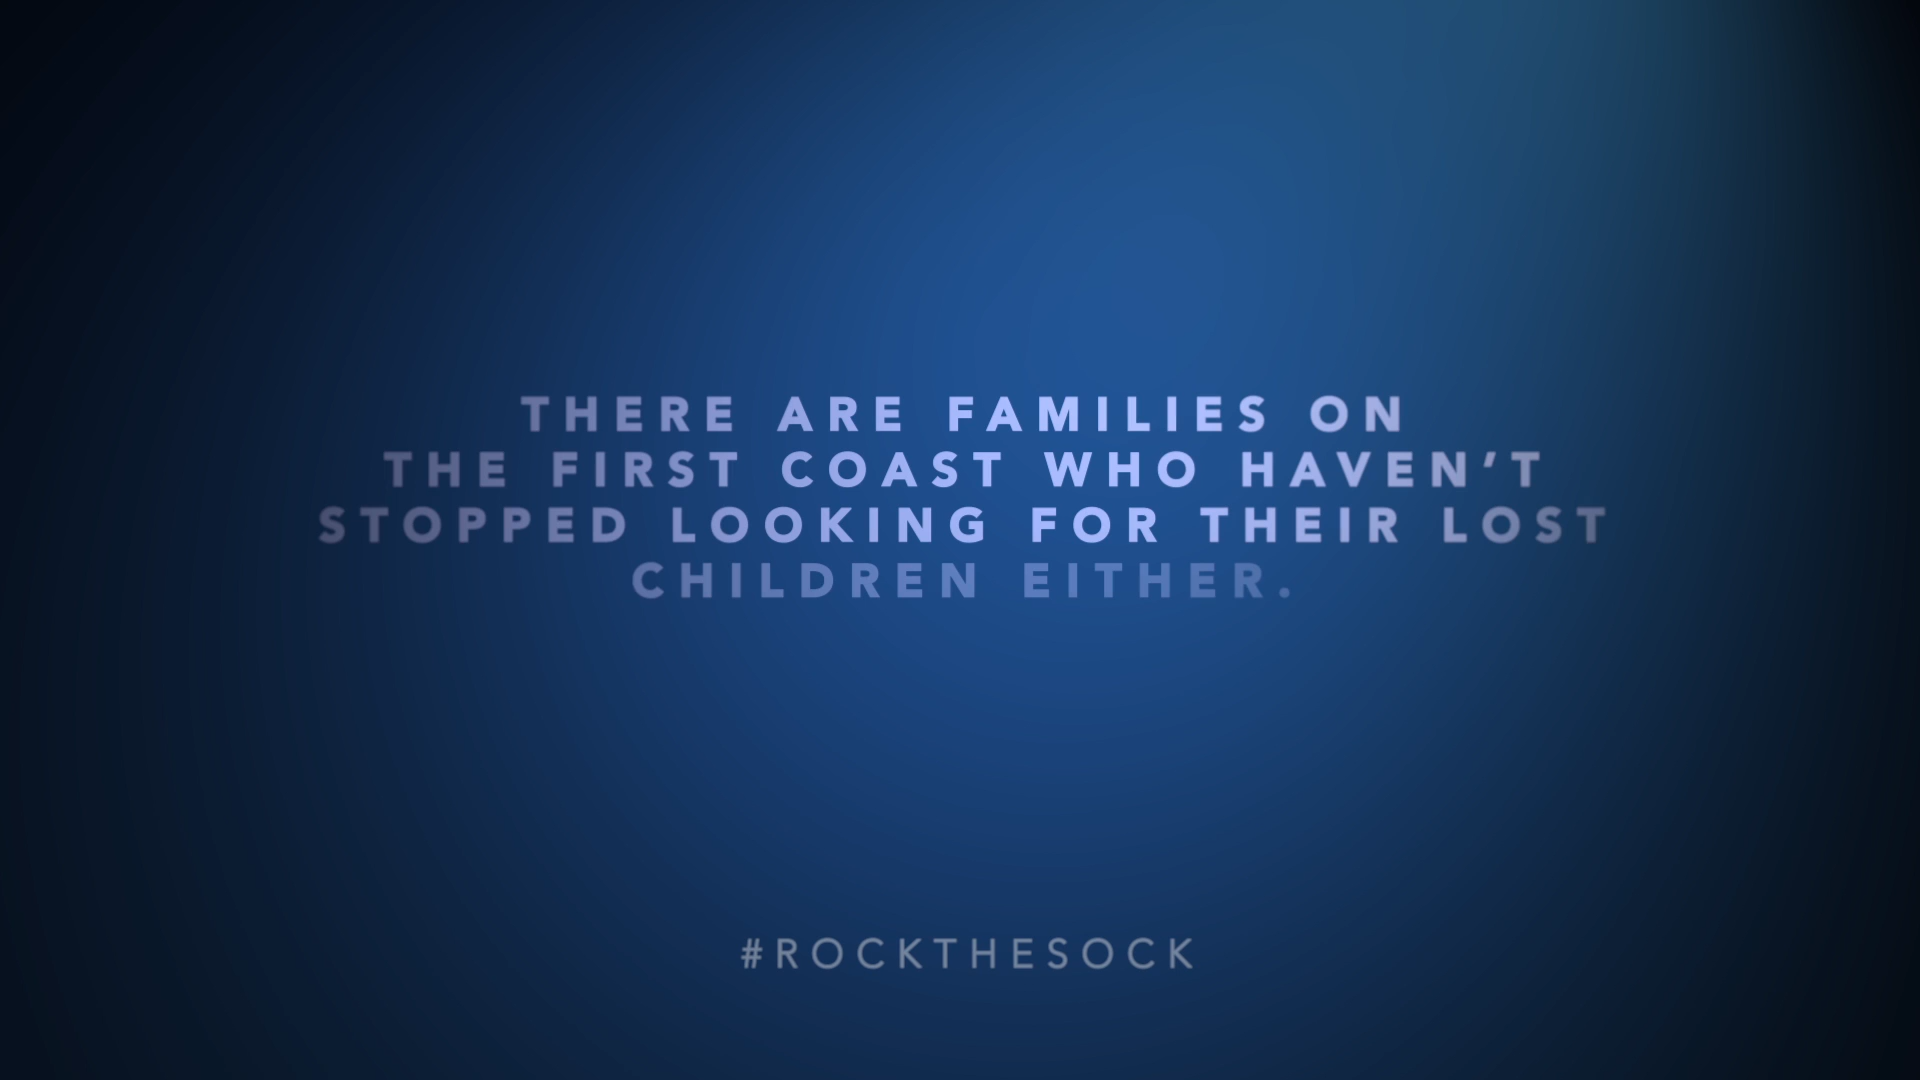 THERE ARE FAMILIES ON
THE FIRST COAST WHO HAVEN’T
STOPPED LOOKING FOR THEIR LOST
CHILDREN EITHER.
#ROCKTHESOCK